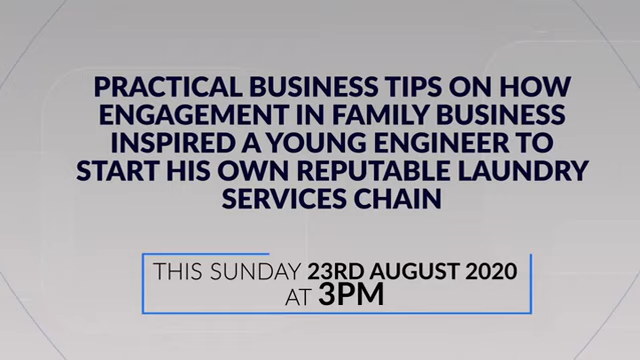 PRACTICAL BUSINESS TIPS ON HOW
ENGAGEMENT IN FAMILY BUSINESS
INSPIRED A YOUNG ENGINEER TO
START HIS OWN REPUTABLE LAUNDRY
SERVICES CHAIN
THIS SUNDAY 23RD AUGUST 2020
AT 3PM